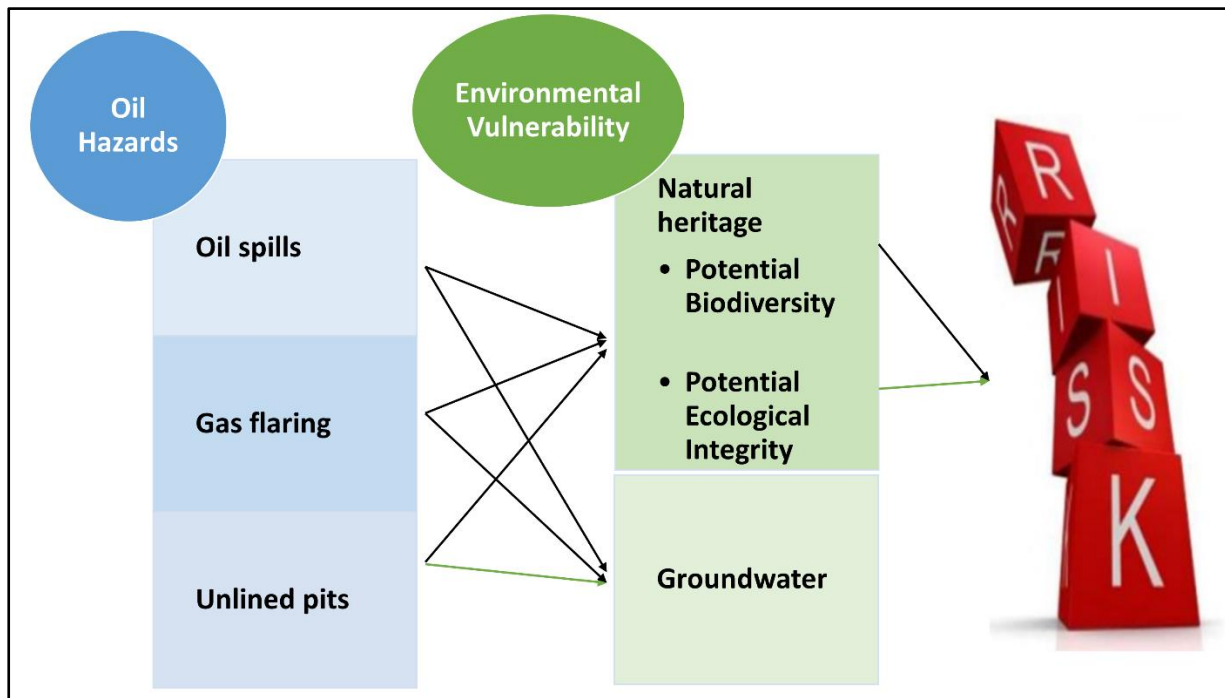 Oil
Hazards
Environmental
Vulnerability
Oil spills
Gas flaring
Unlined pits
Natural
heritage
• Potential
Biodiversity
• Potential
Ecological
Integrity
Groundwater
R
R
R
I
I
S
S
K